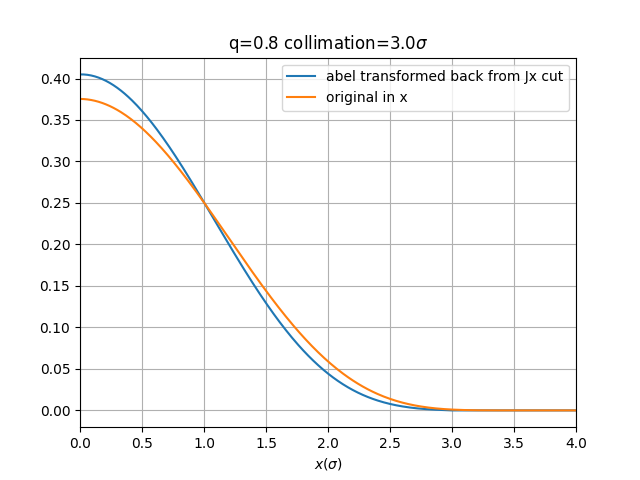 q=0.8 collimation=3.0σ
abel transformed back from Jx cut
original in x
0.40
0.35
0.30
0.25
0.20
0.15
0.10
0.05
0.00
0.0 0.5 1.0 1.5 2.0 2.5 3.0 3.5 4.0
x(σ)